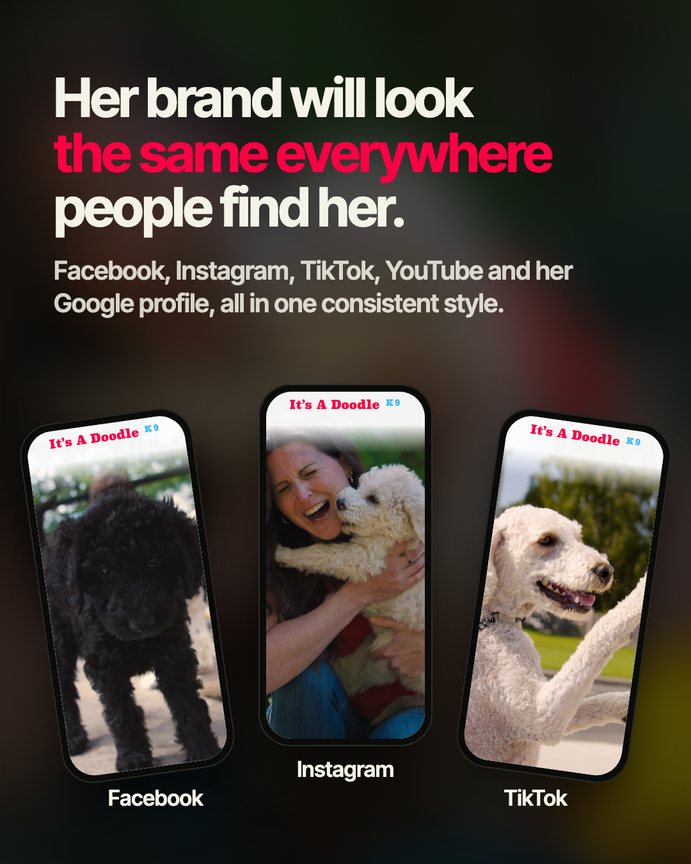 Her brand will look
the same everywhere
people find her.
Facebook, Instagram, TikTok, YouTube and her
Google profile, all in one consistent style.
It's A Doodle K9
It's A Doodle K9
It's A Doodle K9
Facebook
Instagram
TikTok